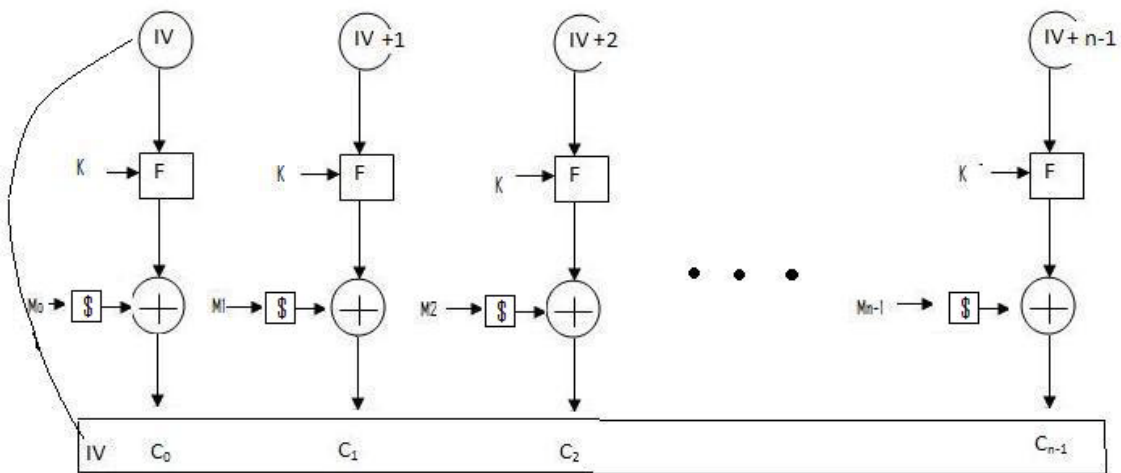 IV IV +1 IV +2 IV + n-1
K F K F K F K F
M0 $ M1 $ M2 $ Mn-1 $
IV C0 C1 C2 Cn-1